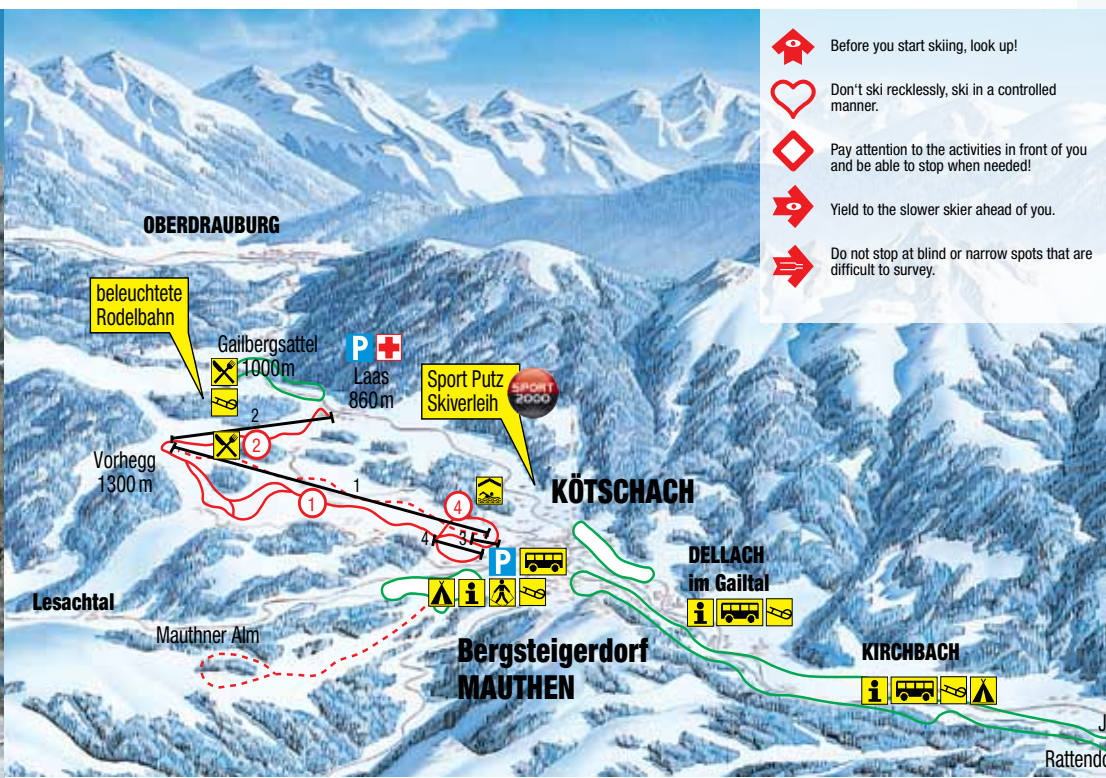 Before you start skiing, look up!
Don't ski recklessly, ski in a controlled
manner.
Pay attention to the activities in front of you
and be able to stop when needed!
Yield to the slower skier ahead of you.
Do not stop at blind or narrow spots that are
difficult to survey.
OBERDRAUBURG
beleuchtete
Rodelbahn
Gailbergsattel
1000 m
P
Laas
860 m
Sport Putz
Skiverleih
SPORT
2000
2
2
Vorhegg
1300 m
1
1
4
4
3
KÖTSCHACH
P
DELLACH
im Gailtal
i
i
Lesachtal
Mauthner Alm
Bergsteigerdorf
MAUTHEN
KIRCHBACH
i
J
Rattendo